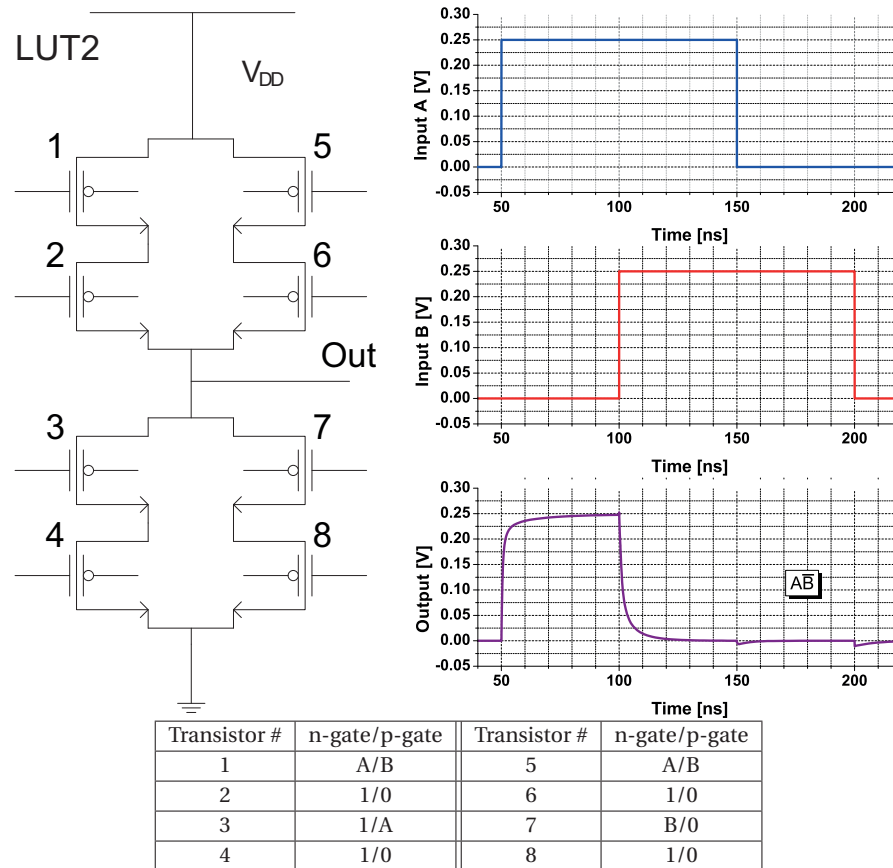 LUT2
V_DD
1
5
2
6
Out
3
7
4
8
0.30
0.25
0.20
0.15
0.10
0.05
0.00
-0.05
Input A [V]
50
100
150
200
Time [ns]
0.30
0.25
0.20
0.15
0.10
0.05
0.00
-0.05
Input B [V]
50
100
150
200
Time [ns]
0.30
0.25
0.20
0.15
0.10
0.05
0.00
-0.05
Output [V]
AB̅
50
100
150
200
Time [ns]
Transistor # n-gate/p-gate Transistor # n-gate/p-gate
1 A/B 5 A/B
2 1/0 6 1/0
3 1/A 7 B/0
4 1/0 8 1/0